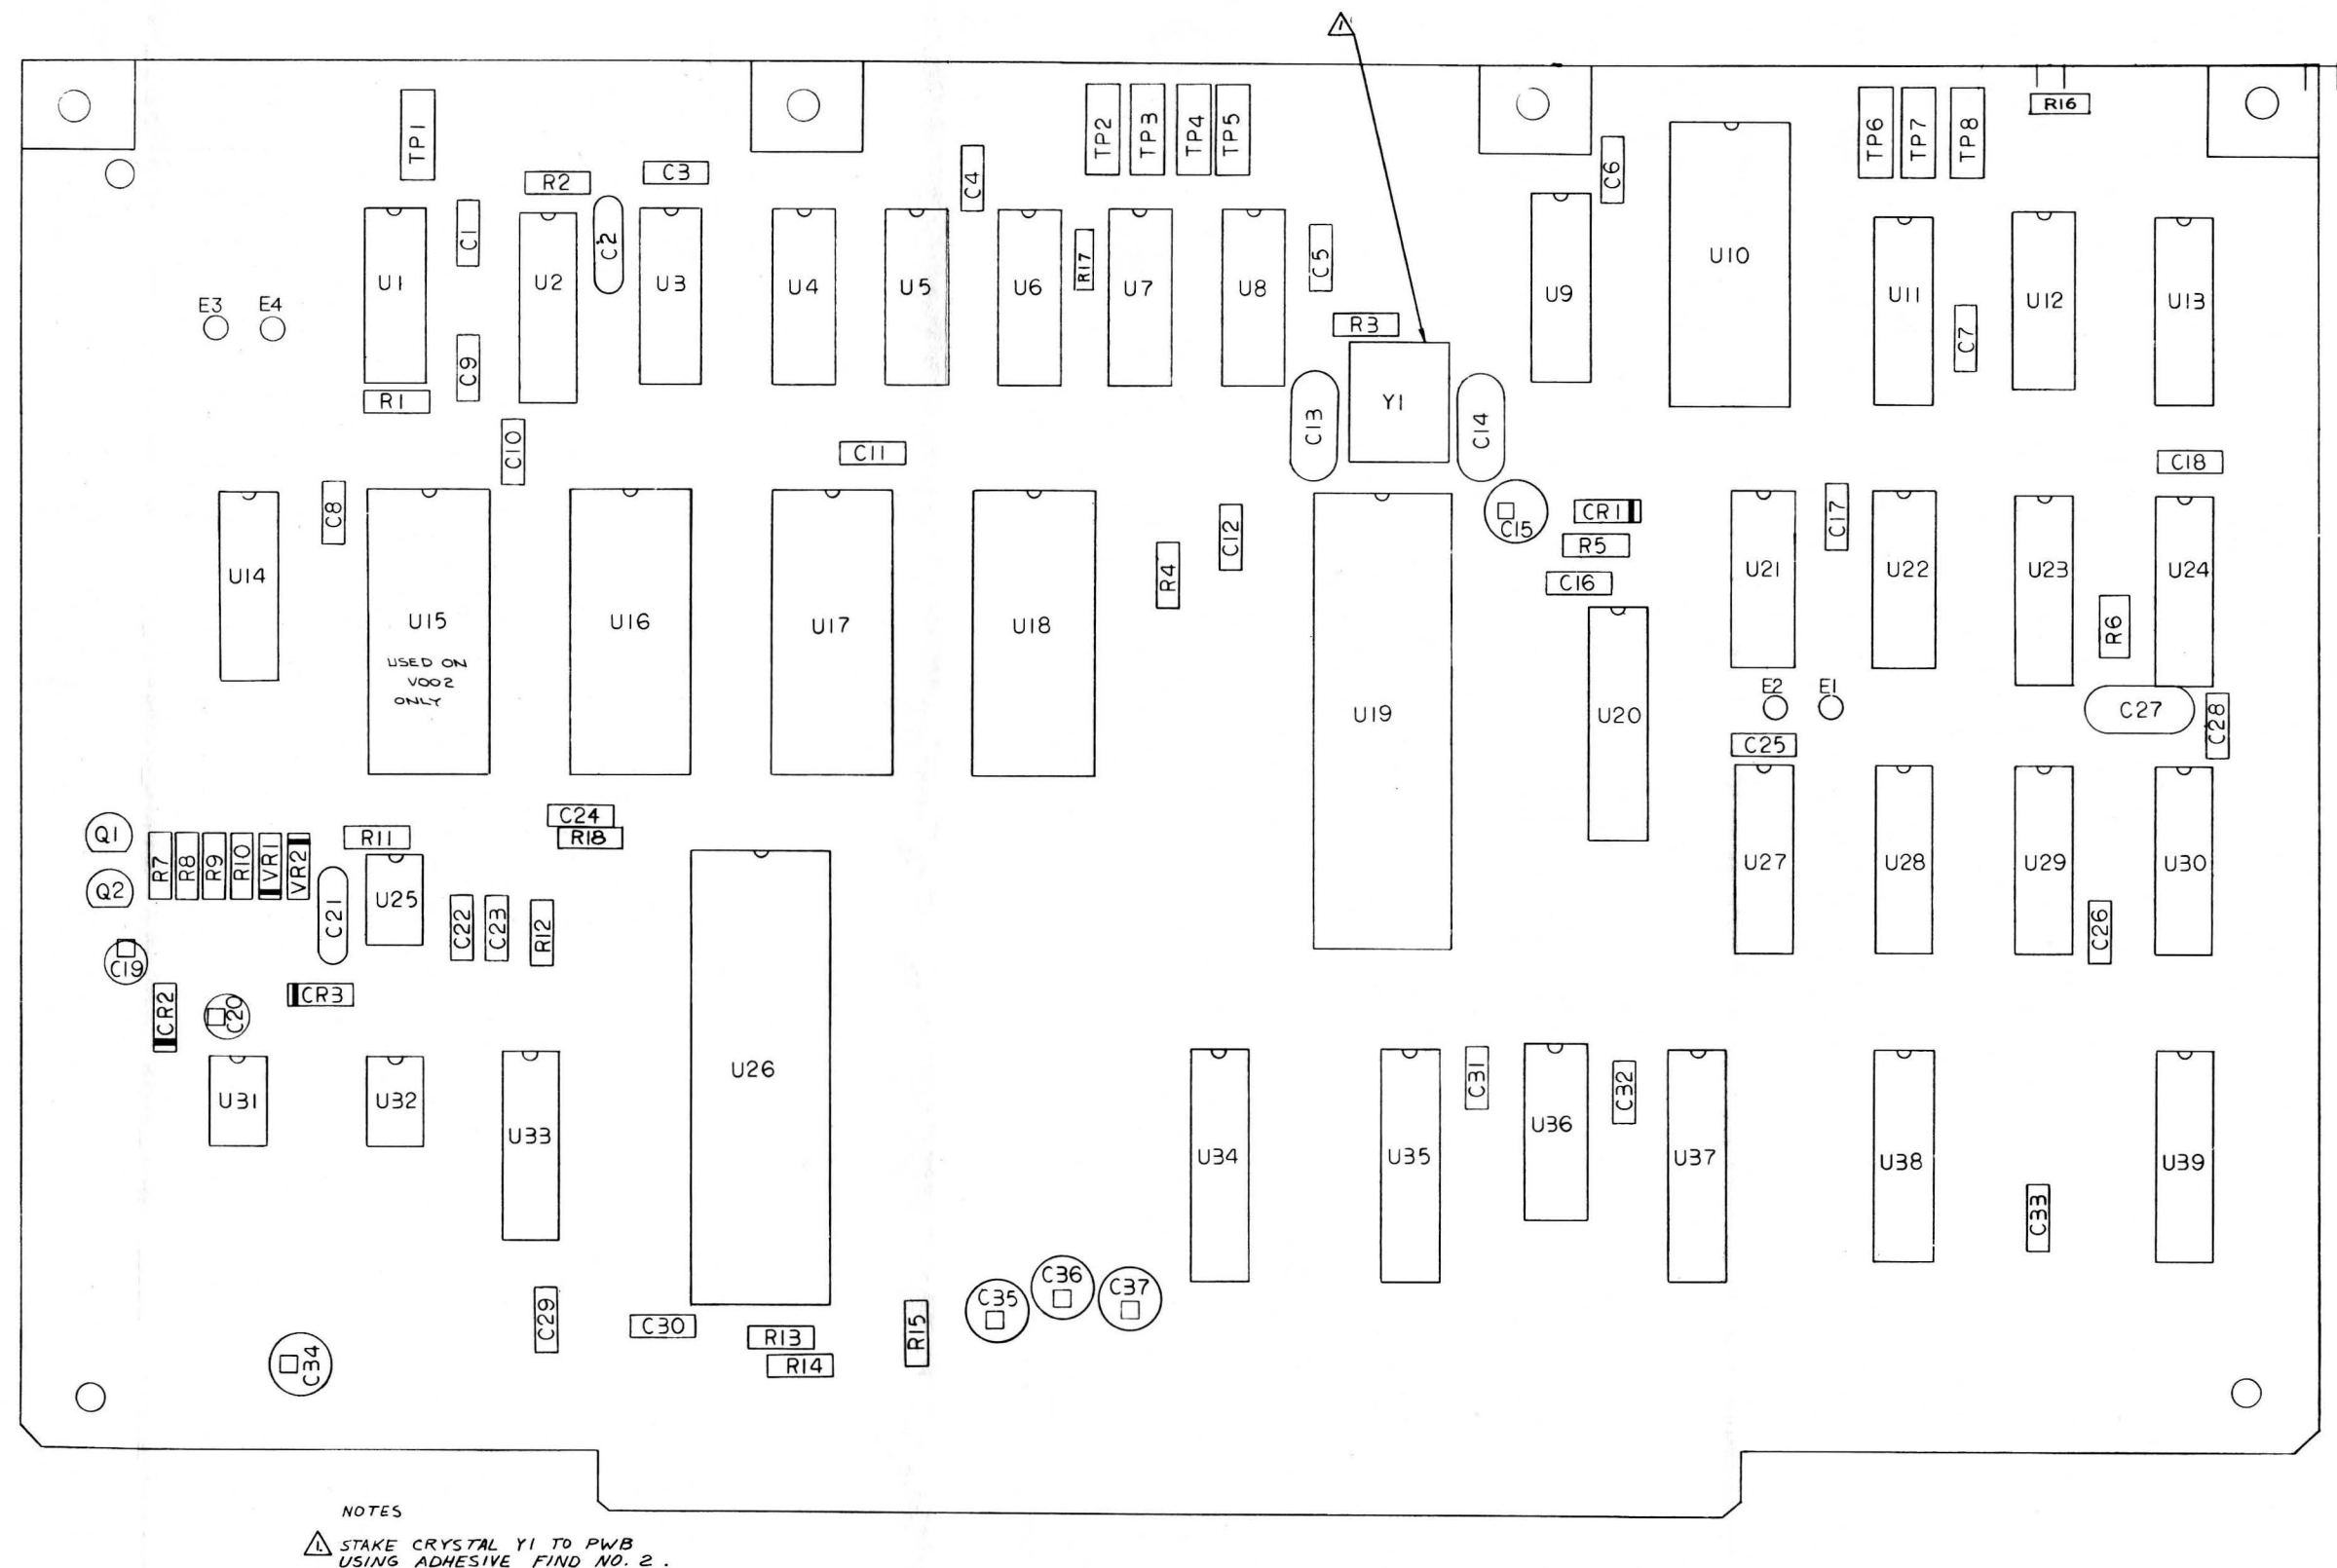 TP1
TP2
TP3
TP4
TP5
TP6
TP7
TP8
R16
R2
C3
C4
C6
C1
C2
U1
U2
U3
U4
U5
U6
R17
U7
U8
C5
U9
U10
U11
U12
U13
E3
E4
C7
R3
C9
R1
C13
Y1
C14
C10
C11
C18
C8
C12
C15
CR1
C17
R5
C16
R4
U14
U15
USED ON
V002
ONLY
U16
U17
U18
U19
U20
U21
U22
U23
U24
R6
E2
E1
C27
C28
C25
C24
R18
Q1
Q2
R7
R8
R9
R10
VR1
VR2
R11
U25
C21
C22
C23
R12
U27
U28
U29
U30
C26
C19
CR3
CR2
C20
U26
U31
U32
U33
U34
U35
C31
U36
C32
U37
U38
U39
C33
C29
C30
R13
R14
R15
C35
C36
C37
C34
1
NOTES
1. STAKE CRYSTAL Y1 TO PWB
USING ADHESIVE FIND NO. 2.